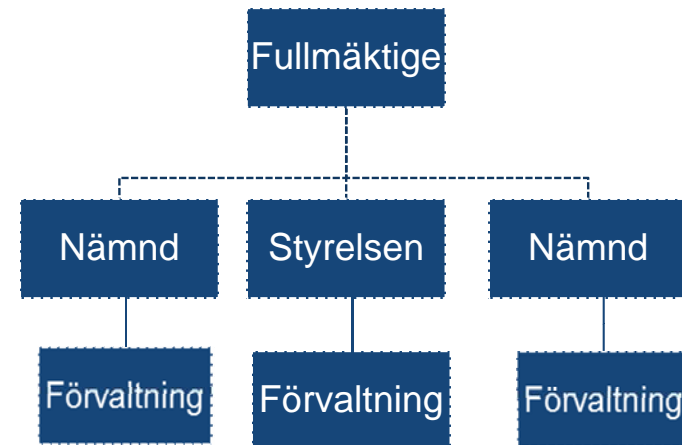 Fullmäktige
Nämnd
Styrelsen
Nämnd
Förvaltning
Förvaltning
Förvaltning